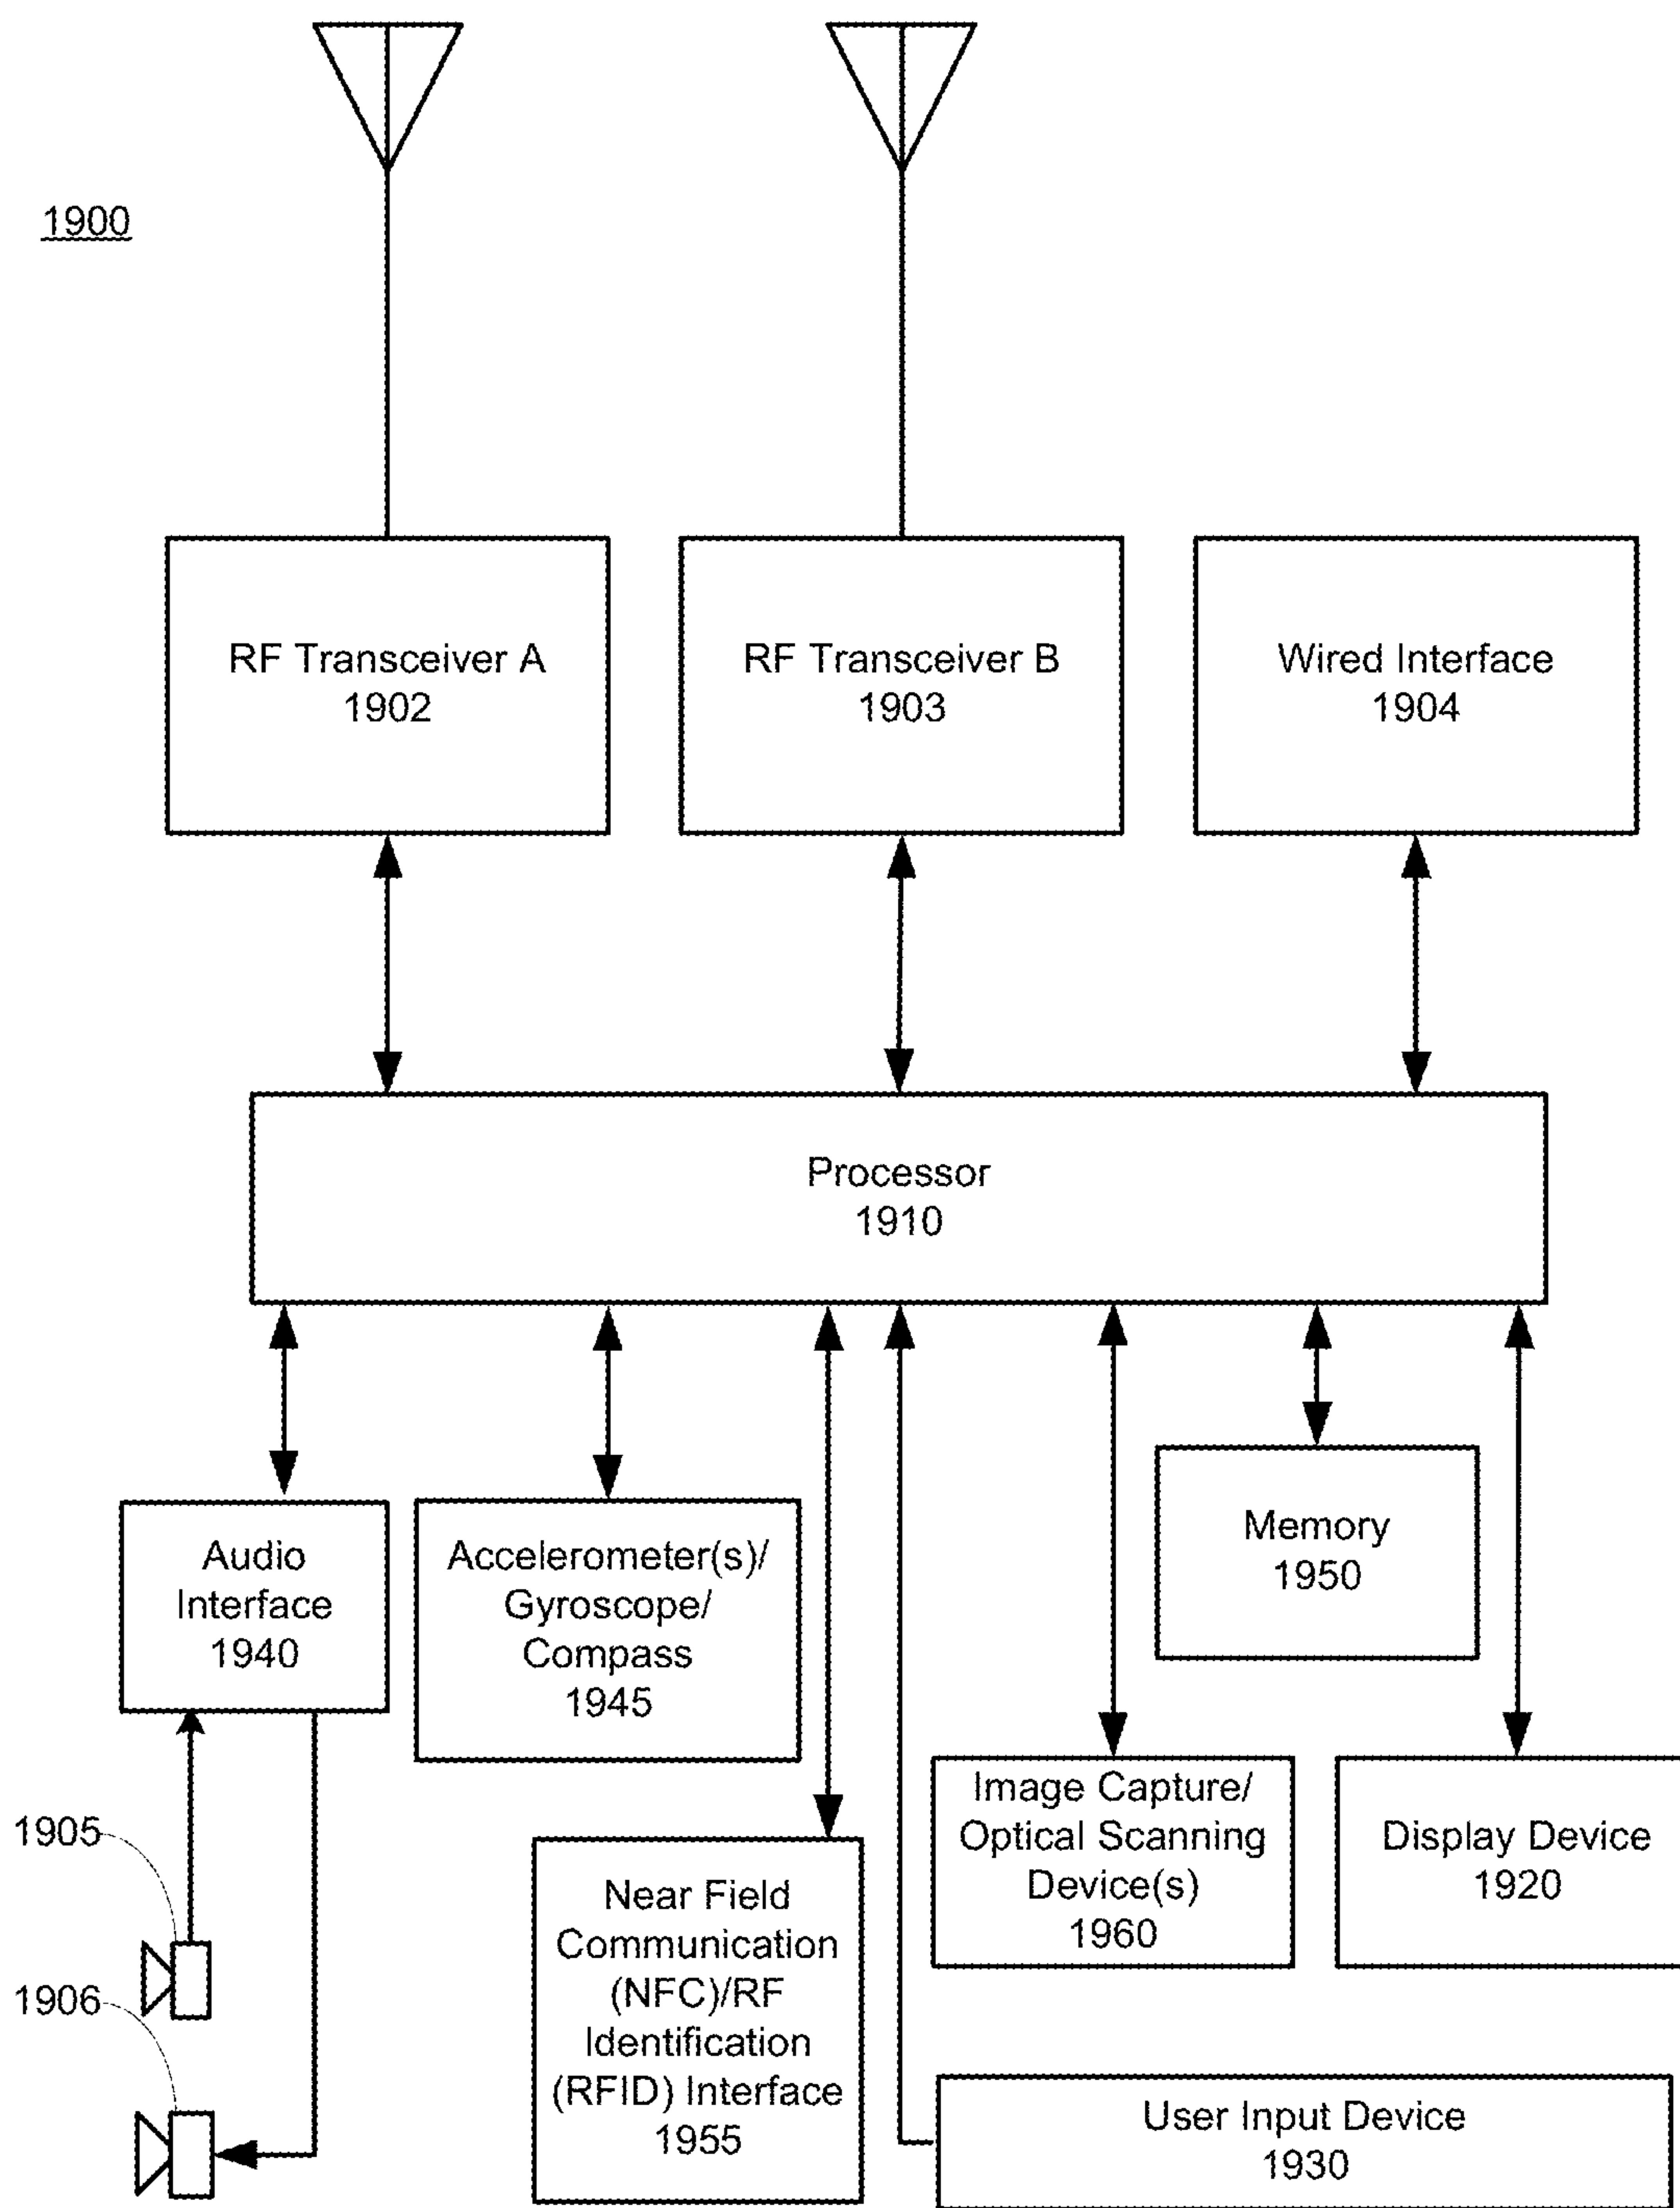 1900
RF Transceiver A
1902
RF Transceiver B
1903
Wired Interface
1904
Processor
1910
Audio
Interface
1940
Accelerometer(s)/
Gyroscope/
Compass
1945
Memory
1950
1905
1906
Near Field
Communication
(NFC)/RF
Identification
(RFID) Interface
1955
Image Capture/
Optical Scanning
Device(s)
1960
Display Device
1920
User Input Device
1930